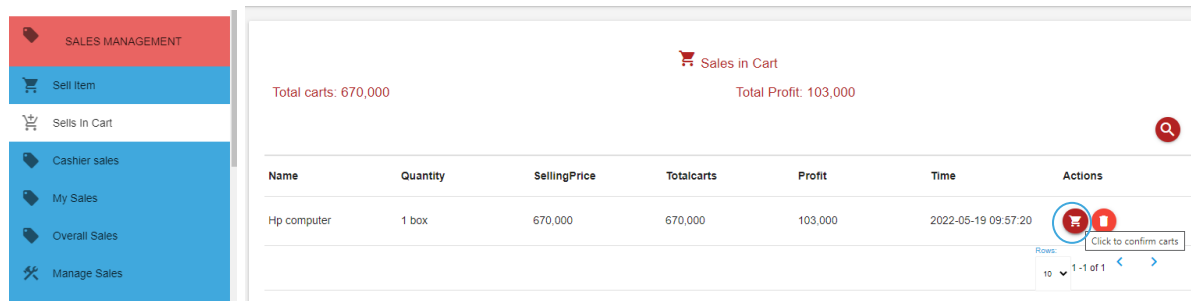 SALES MANAGEMENT
Sell Item
Sells In Cart
Cashier sales
My Sales
Overall Sales
Manage Sales
Sales in Cart
Total carts: 670,000 Total Profit: 103,000
Name Quantity SellingPrice Totalcarts Profit Time Actions
Hp computer 1 box 670,000 670,000 103,000 2022-05-19 09:57:20
Click to confirm carts
Rows:
10 1 -1 of 1